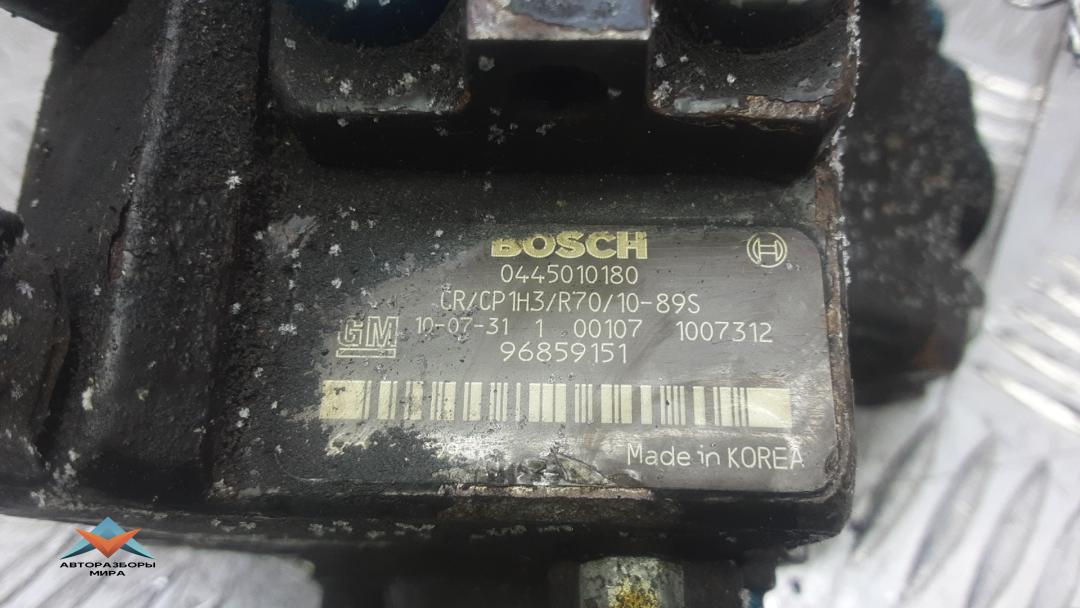 BOSCH
0445010180
CR/CP1H3/R70/10-89S
GM 10-07-31 1 00107 1007312
96859151
Made in KOREA
АВТОРАЗБОРЫ
МИРА